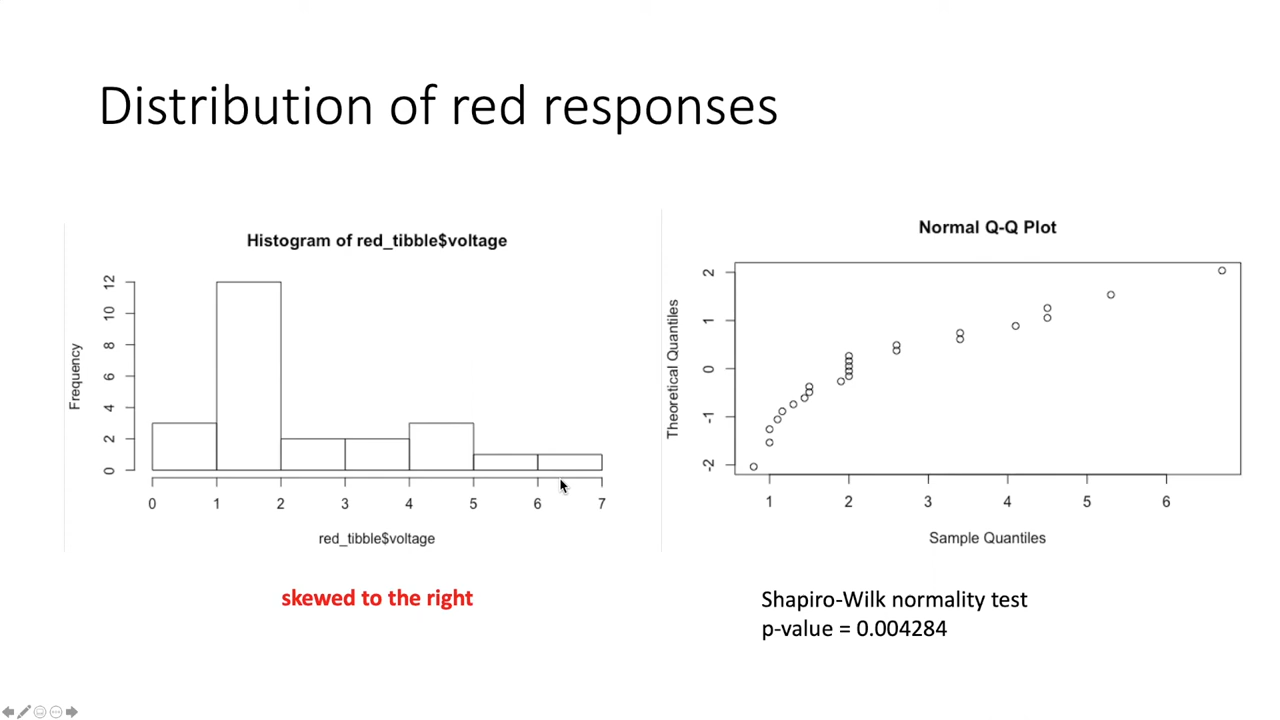 Distribution of red responses
Histogram of red_tibble$voltage
Frequency
12
10
8
6
4
2
0
0 1 2 3 4 5 6 7
red_tibble$voltage
skewed to the right
Normal Q-Q Plot
Theoretical Quantiles
2
1
0
-1
-2
1 2 3 4 5 6
Sample Quantiles
Shapiro-Wilk normality test
p-value = 0.004284